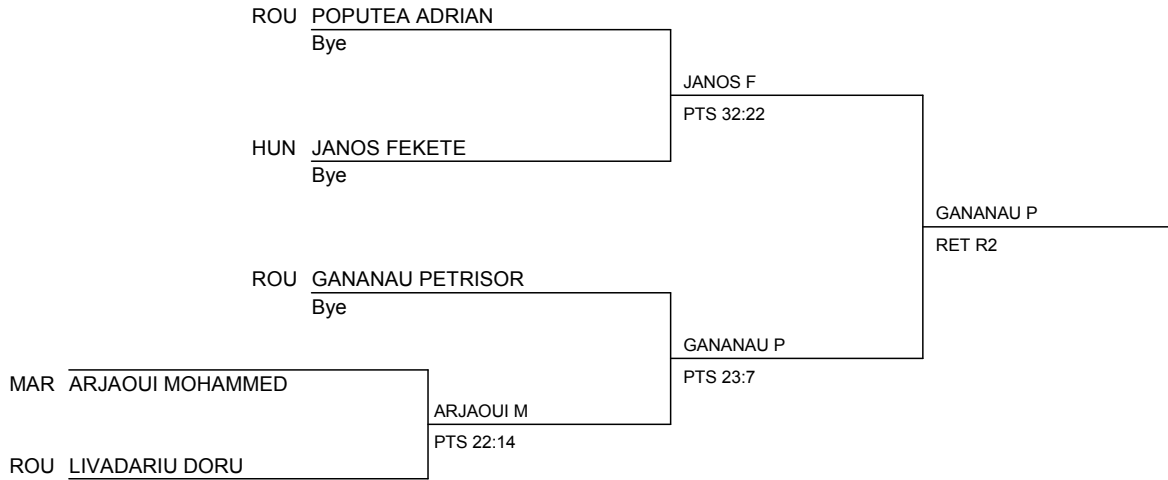 ROU POPUTEA ADRIAN
Bye
JANOS F
PTS 32:22
HUN JANOS FEKETE
Bye
GANANAU P
RET R2
ROU GANANAU PETRISOR
Bye
GANANAU P
PTS 23:7
MAR ARJAOUI MOHAMMED
ARJAOUI M
PTS 22:14
ROU LIVADARIU DORU